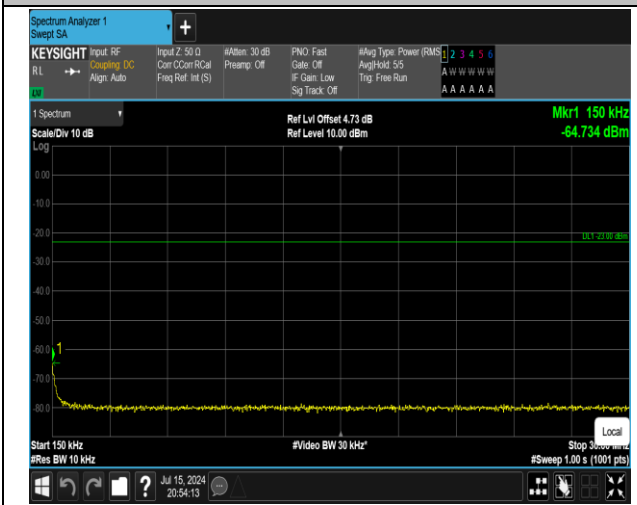 Spectrum Analyzer 1
Swept SA
+
KEYSIGHT
Input: RF
Coupling: DC
Align: Auto
Input Z: 50 Ω
Corr CCorr RCal
Freq Ref: Int (S)
#Atten: 30 dB
Preamp: Off
PNO: Fast
Gate: Off
IF Gain: Low
Sig Track: Off
#Avg Type: Power (RMS
Avg|Hold: 5/5
Trig: Free Run
1 2 3 4 5 6
A W W W W W
A A A A A A
R L
LXI
1 Spectrum
Scale/Div 10 dB
Ref Lvl Offset 4.73 dB
Ref Level 10.00 dBm
Mkr1 150 kHz
-64.734 dBm
Log
0.00
-10.0
-20.0
DL1 -23.00 dBm
-30.0
-40.0
-50.0
-60.0
1
-70.0
-80.0
Local
Start 150 kHz
#Video BW 30 kHz*
Stop 30.00 MHz
#Res BW 10 kHz
#Sweep 1.00 s (1001 pts)
?
Jul 15, 2024
20:54:13